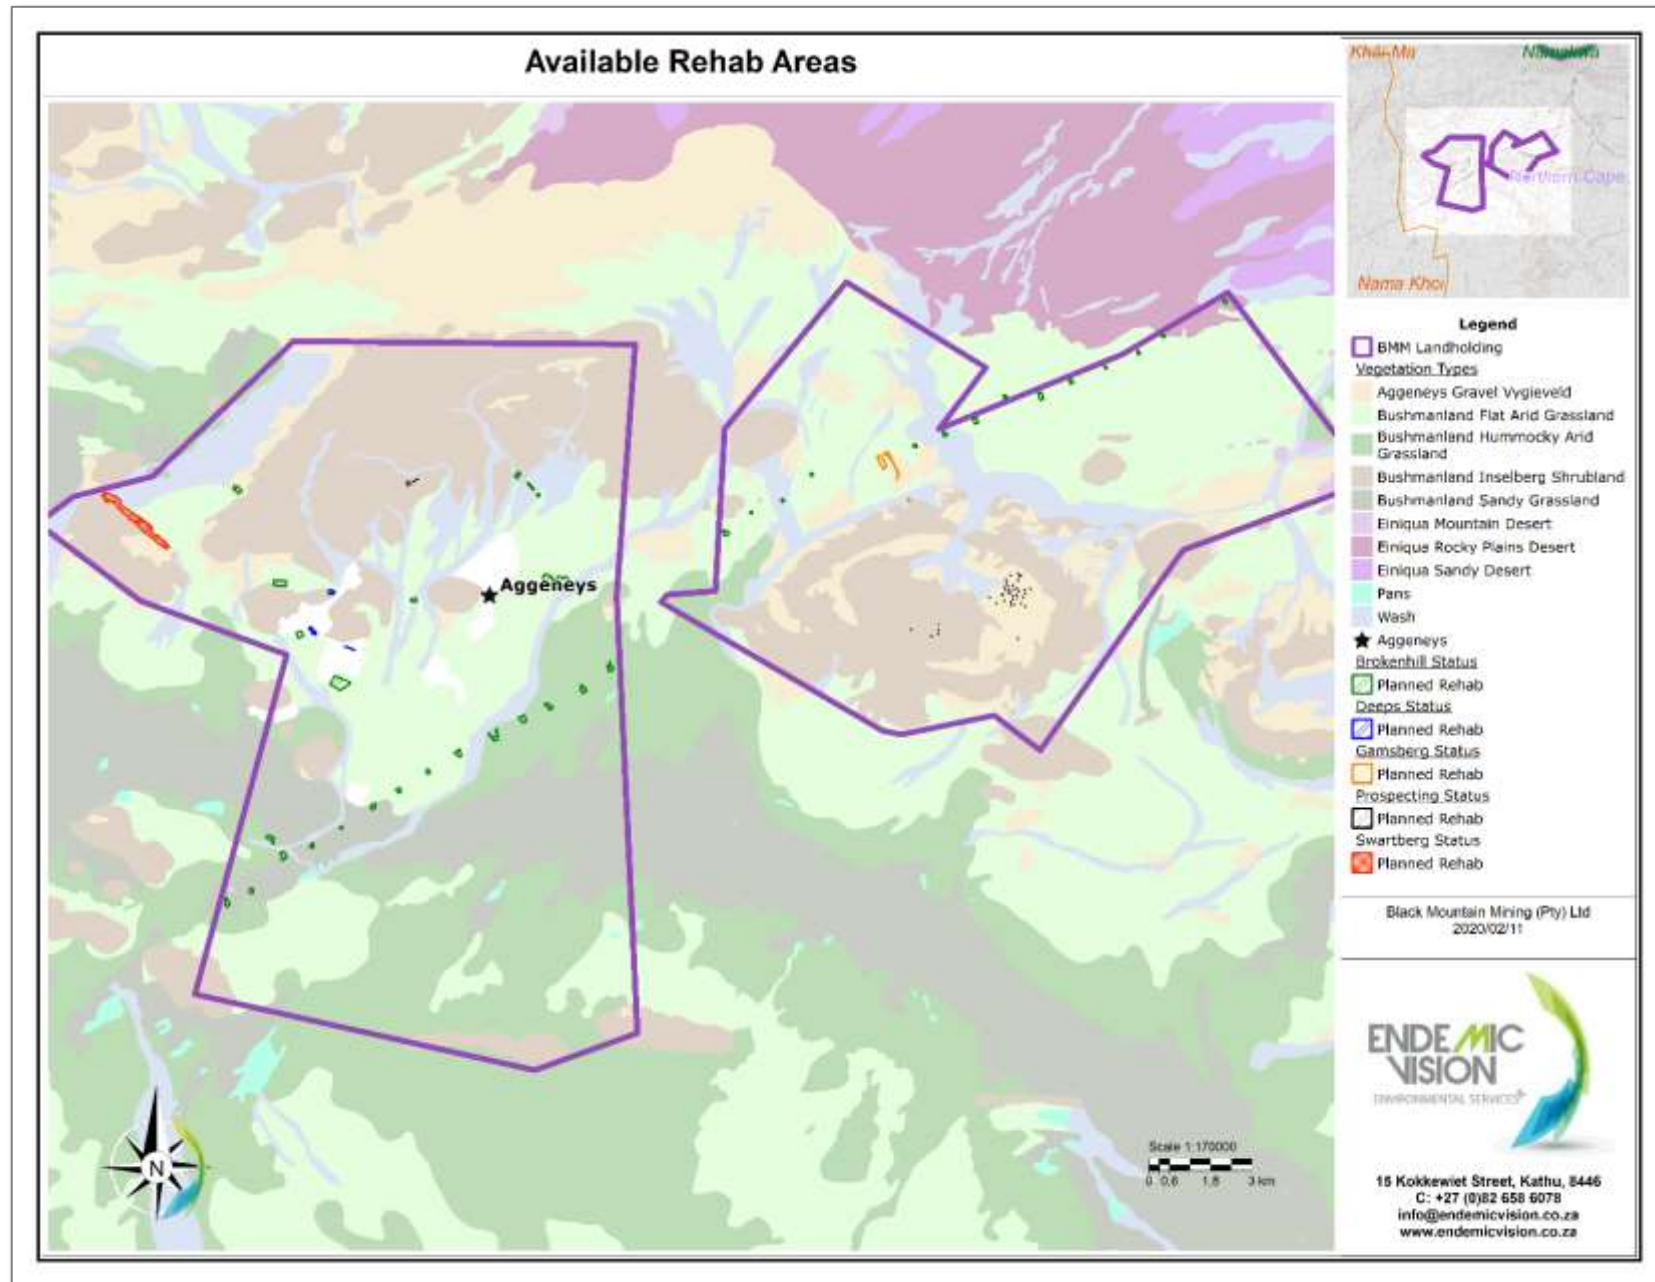 Available Rehab Areas
Khâi-Ma
Namakwa
Northern Cape
Nama Khoi
Aggeneys
Legend
BMM Landholding
Vegetation Types
Aggeneys Gravel Vygieveld
Bushmanland Flat Arid Grassland
Bushmanland Hummocky Arid
Grassland
Bushmanland Inselberg Shrubland
Bushmanland Sandy Grassland
Einiqua Mountain Desert
Einiqua Rocky Plains Desert
Einiqua Sandy Desert
Pans
Wash
Aggeneys
Brokenhill Status
Planned Rehab
Deeps Status
Planned Rehab
Gamsberg Status
Planned Rehab
Prospecting Status
Planned Rehab
Swartberg Status
Planned Rehab
Black Mountain Mining (Pty) Ltd
2020/02/11
ENDEMIC
VISION
ENVIRONMENTAL SERVICES
15 Kokkewiet Street, Kathu, 8446
C: +27 (0)82 658 6078
info@endemicvision.co.za
www.endemicvision.co.za
Scale 1:170000
0 0,6 1,8 3 km
N